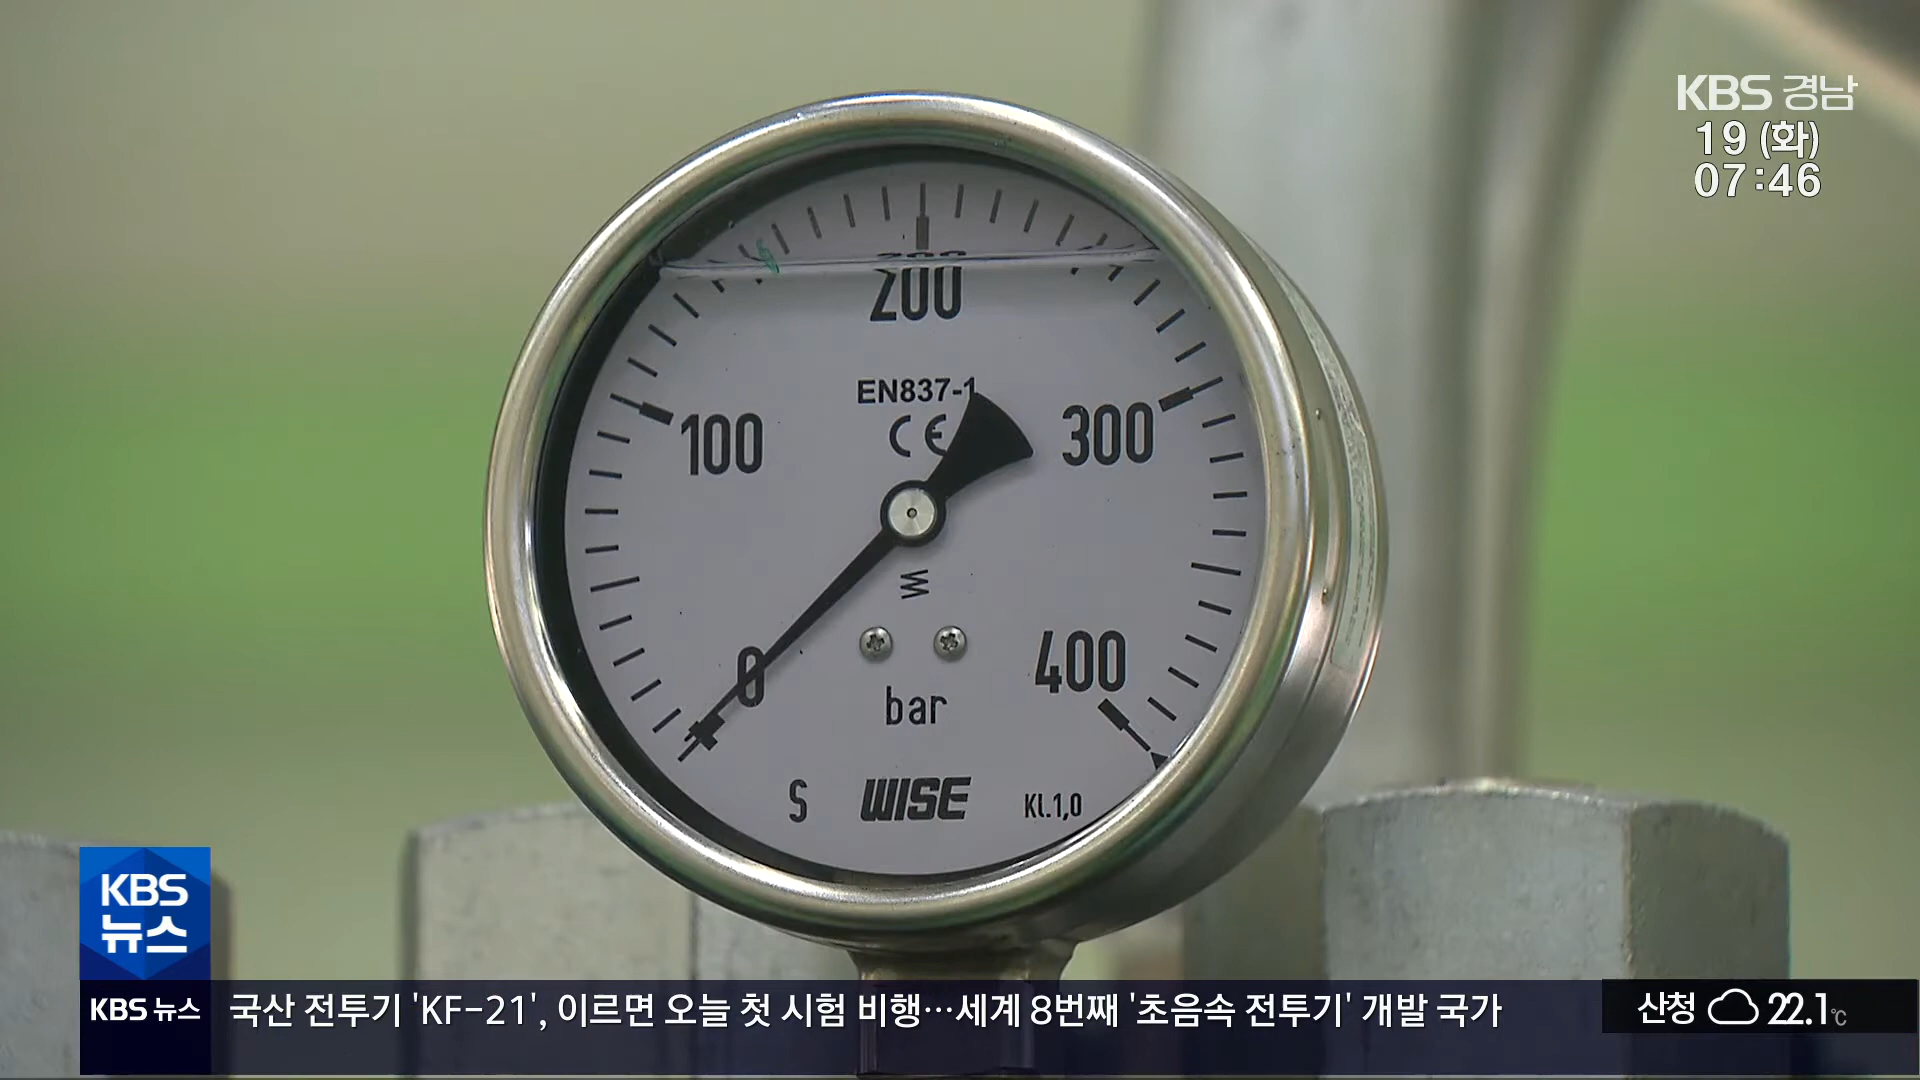 KBS 경남
19 (화)
07:46
200
EN837-1
CE
100
300
0
400
bar
S
WISE
Kl.1,0
KBS
뉴스
KBS 뉴스
국산 전투기 'KF-21', 이르면 오늘 첫 시험 비행…세계 8번째 '초음속 전투기' 개발 국가
산청 22.1℃